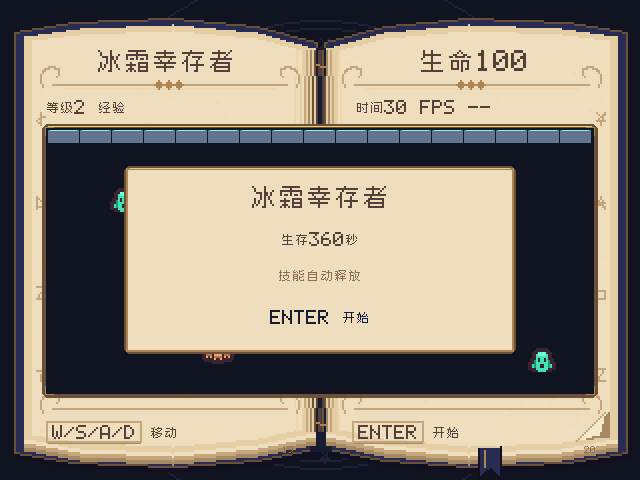 冰霜幸存者
生命100
等级2 经验
时间30 FPS --
冰霜幸存者
生存360秒
技能自动释放
ENTER 开始
W/S/A/D 移动
ENTER 开始
20